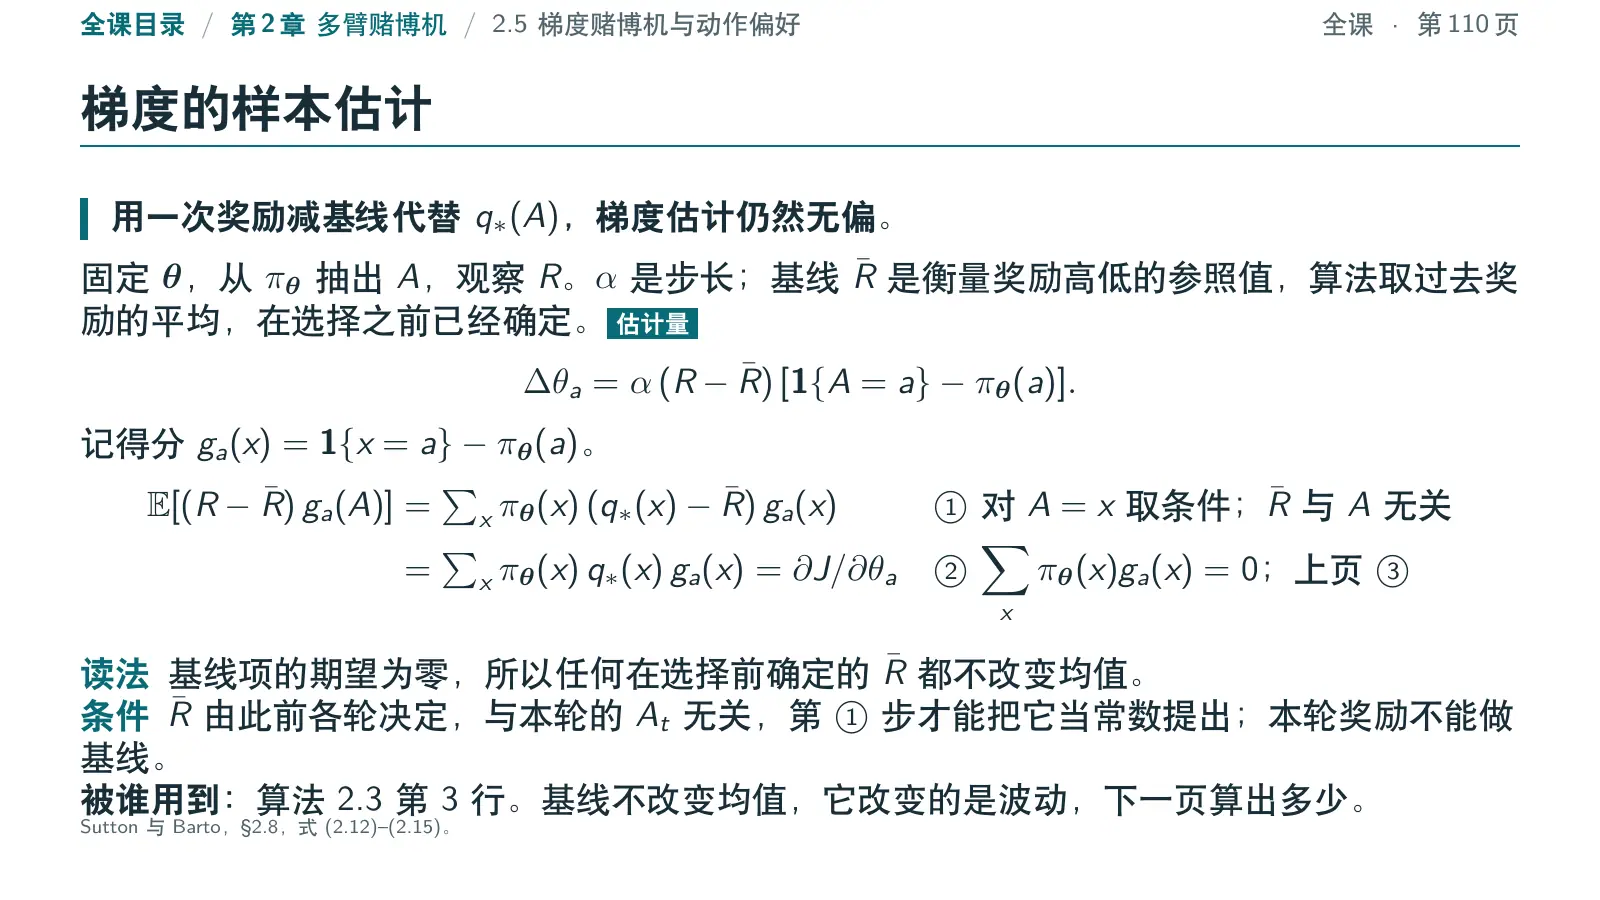 全课目录 / 第 2 章 多臂赌博机 / 2.5 梯度赌博机与动作偏好 全课 · 第 110 页
梯度的样本估计
用一次奖励减基线代替 q∗(A)，梯度估计仍然无偏。
固定 θ，从 πθ 抽出 A，观察 R。α 是步长；基线 R̄ 是衡量奖励高低的参照值，算法取过去奖
励的平均，在选择之前已经确定。 估计量
Δθa = α (R − R̄) [1{A = a} − πθ(a)].
记得分 ga(x) = 1{x = a} − πθ(a)。
𝔼[(R − R̄) ga(A)] = ∑x πθ(x) (q∗(x) − R̄) ga(x) ① 对 A = x 取条件；R̄ 与 A 无关
= ∑x πθ(x) q∗(x) ga(x) = ∂J/∂θa ② ∑x πθ(x)ga(x) = 0；上页 ③
读法 基线项的期望为零，所以任何在选择前确定的 R̄ 都不改变均值。
条件 R̄ 由此前各轮决定，与本轮的 At 无关，第 ① 步才能把它当常数提出；本轮奖励不能做
基线。
被谁用到：算法 2.3 第 3 行。基线不改变均值，它改变的是波动，下一页算出多少。
Sutton 与 Barto，§2.8，式 (2.12)–(2.15)。